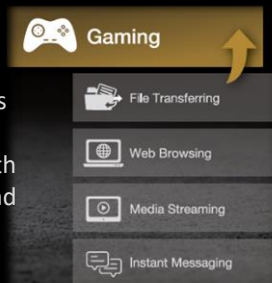 Gaming
File Transferring
Web Browsing
Media Streaming
Instant Messaging